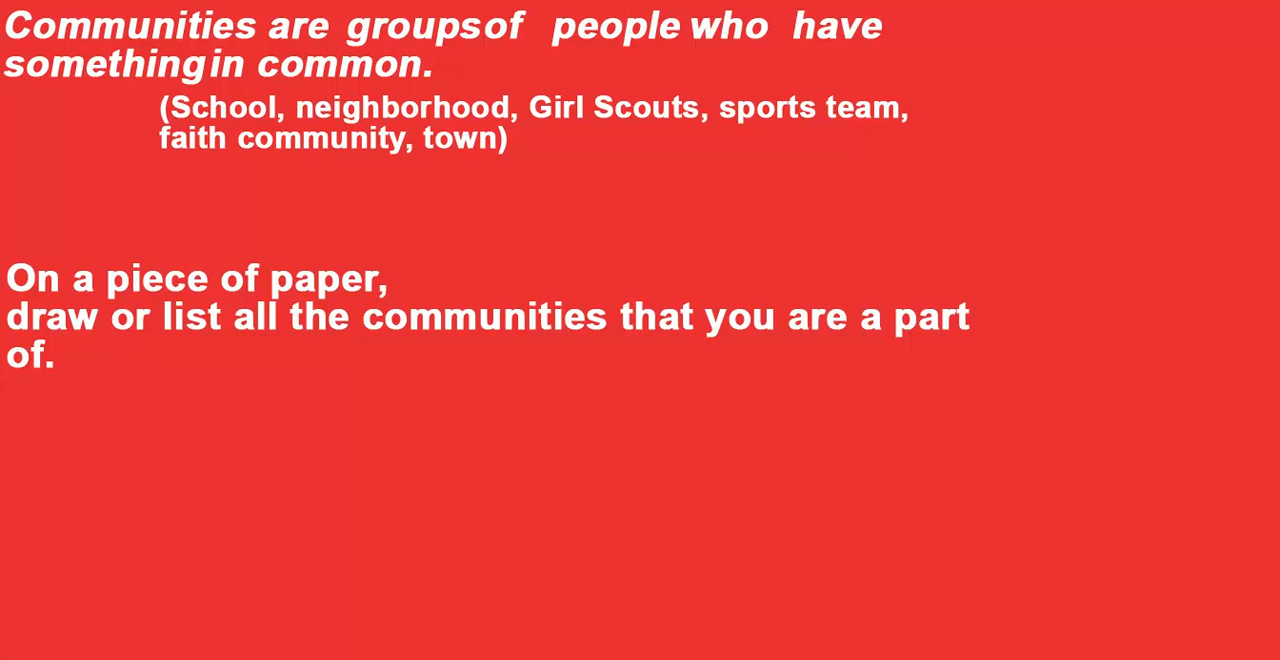 Communities are groupsof people who have
somethingin common.
(School, neighborhood, Girl Scouts, sports team,
faith community, town)
On a piece of paper,
draw or list all the communities that you are a part
of.